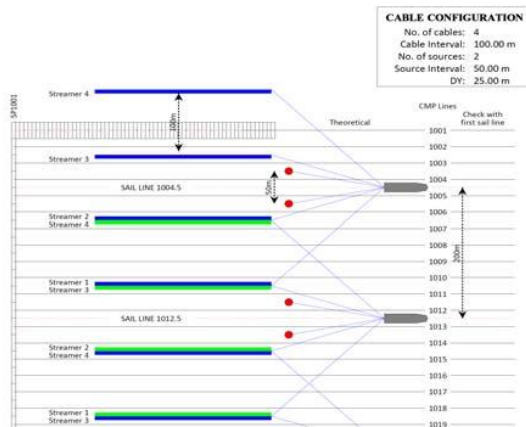 CABLE CONFIGURATION
No. of cables: 4
Cable Interval: 100.00 m
No. of sources: 2
Source Interval: 50.00 m
DY: 25.00 m
CMP Lines
Theoretical
Check with
first sail line
SP1001
Streamer 4
100m
1001
1002
Streamer 3
1003
50m
SAIL LINE 1004.5
1004
1005
1006
Streamer 2
Streamer 4
1007
1008
200m
1009
1010
Streamer 1
Streamer 3
1011
1012
SAIL LINE 1012.5
1013
1014
Streamer 2
Streamer 4
1015
1016
1017
1018
Streamer 1
Streamer 3
1019